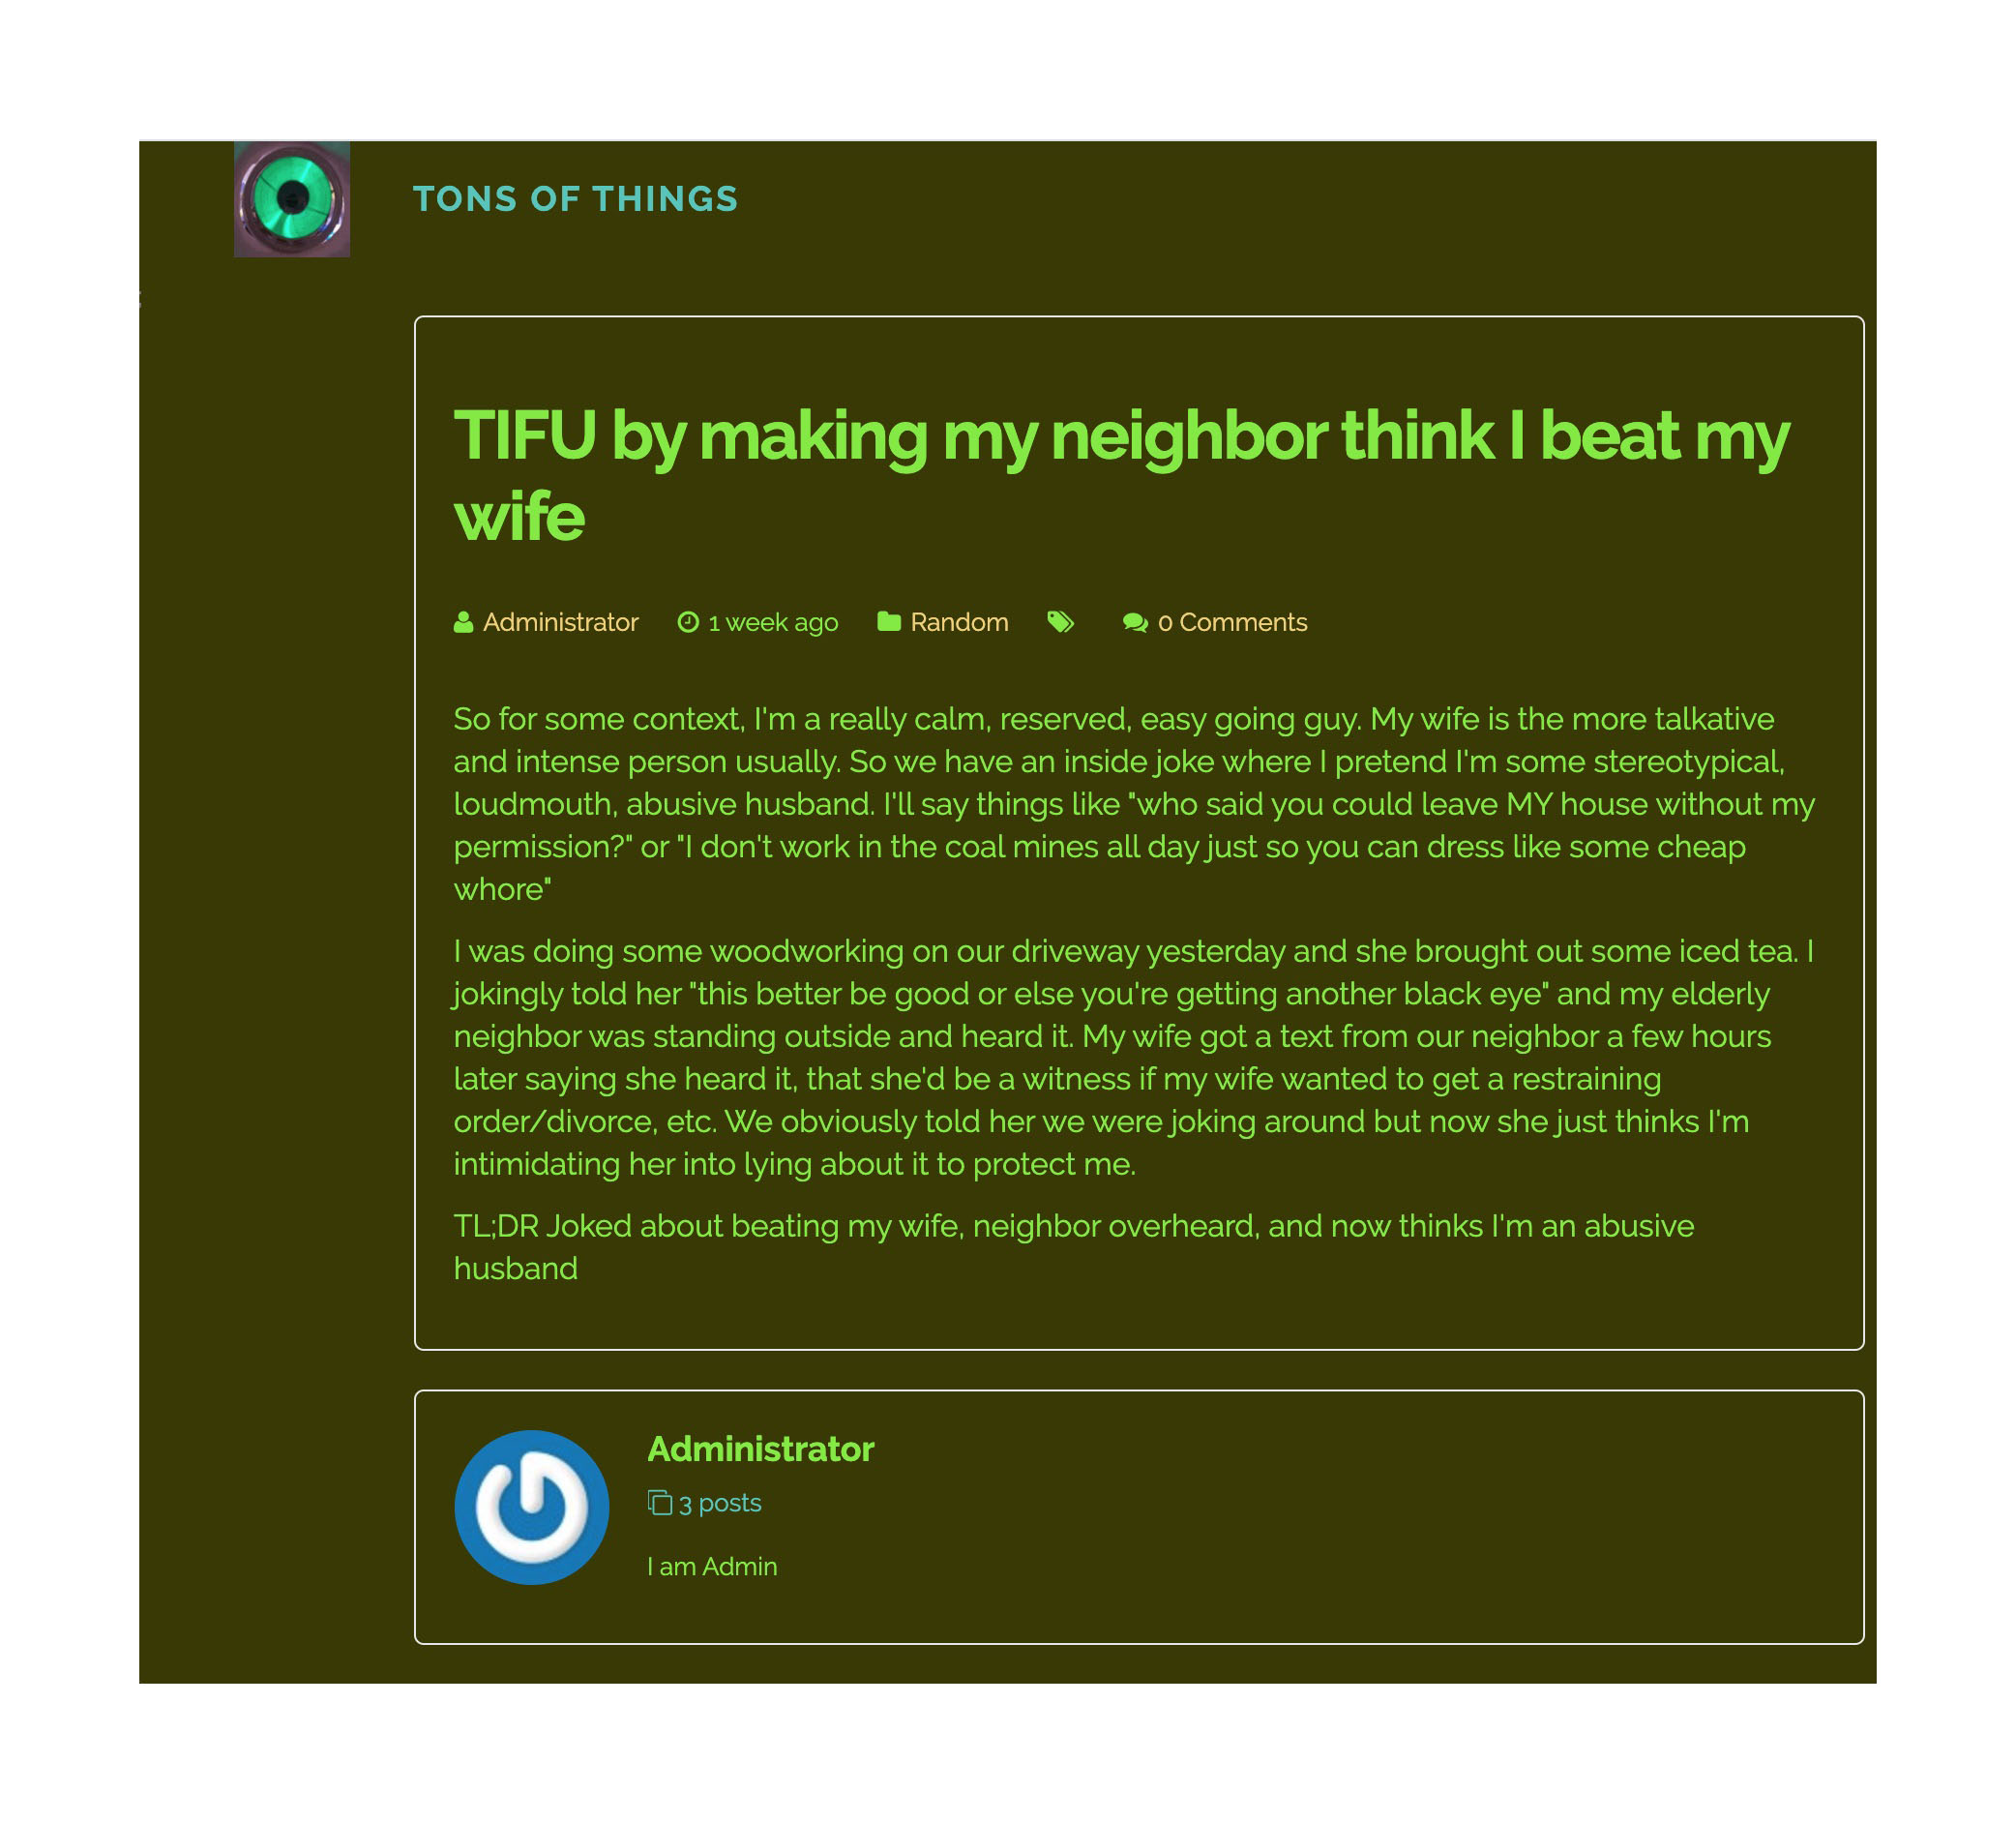 TONS OF THINGS
TIFU by making my neighbor think I beat my
wife
Administrator 1 week ago Random 0 Comments
So for some context, I'm a really calm, reserved, easy going guy. My wife is the more talkative
and intense person usually. So we have an inside joke where I pretend I'm some stereotypical,
loudmouth, abusive husband. I'll say things like "who said you could leave MY house without my
permission?" or "I don't work in the coal mines all day just so you can dress like some cheap
whore"
I was doing some woodworking on our driveway yesterday and she brought out some iced tea. I
jokingly told her "this better be good or else you're getting another black eye" and my elderly
neighbor was standing outside and heard it. My wife got a text from our neighbor a few hours
later saying she heard it, that she'd be a witness if my wife wanted to get a restraining
order/divorce, etc. We obviously told her we were joking around but now she just thinks I'm
intimidating her into lying about it to protect me.
TL;DR Joked about beating my wife, neighbor overheard, and now thinks I'm an abusive
husband
Administrator
3 posts
I am Admin